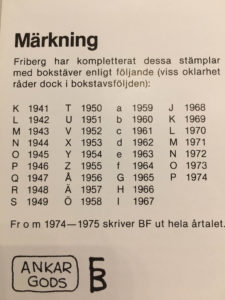 Märkning
Friberg har kompletterat dessa stämplar
med bokstäver enligt följande (viss oklarhet
råder dock i bokstavsföljden):
K 1941 T 1950 a 1959 J 1968
L 1942 U 1951 b 1960 K 1969
M 1943 V 1952 c 1961 L 1970
N 1944 X 1953 d 1962 M 1971
O 1945 Y 1954 e 1963 N 1972
P 1946 Z 1955 f 1964 O 1973
Q 1947 Å 1956 G 1965 P 1974
R 1948 Ä 1957 H 1966
S 1949 Ö 1958 I 1967
Fr o m 1974—1975 skriver BF ut hela årtalet.
ANKAR
GODS
BF